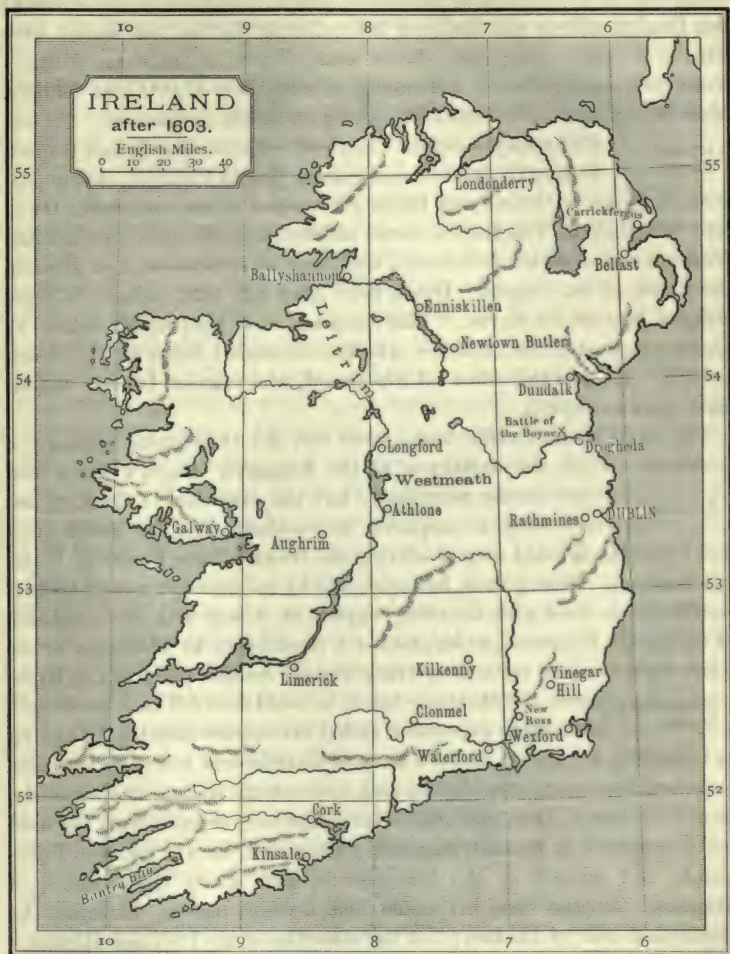 10 9 8 7 6
IRELAND
after 1603.
English Miles.
0 10 20 30 40
55 55
Londonderry
Carrickfergus
Belfast
Ballyshannon
Enniskillen
Leitrim
Newtown Butler
54 54
Dundalk
Battle of
the Boyne
Drogheda
Longford
Westmeath
Athlone
Rathmines
DUBLIN
Galway
Aughrim
53 53
Kilkenny
Vinegar
Hill
Limerick
Clonmel
New
Ross
Wexford
Waterford
52 52
Cork
Kinsale
Bantry Bay
10 9 8 7 6